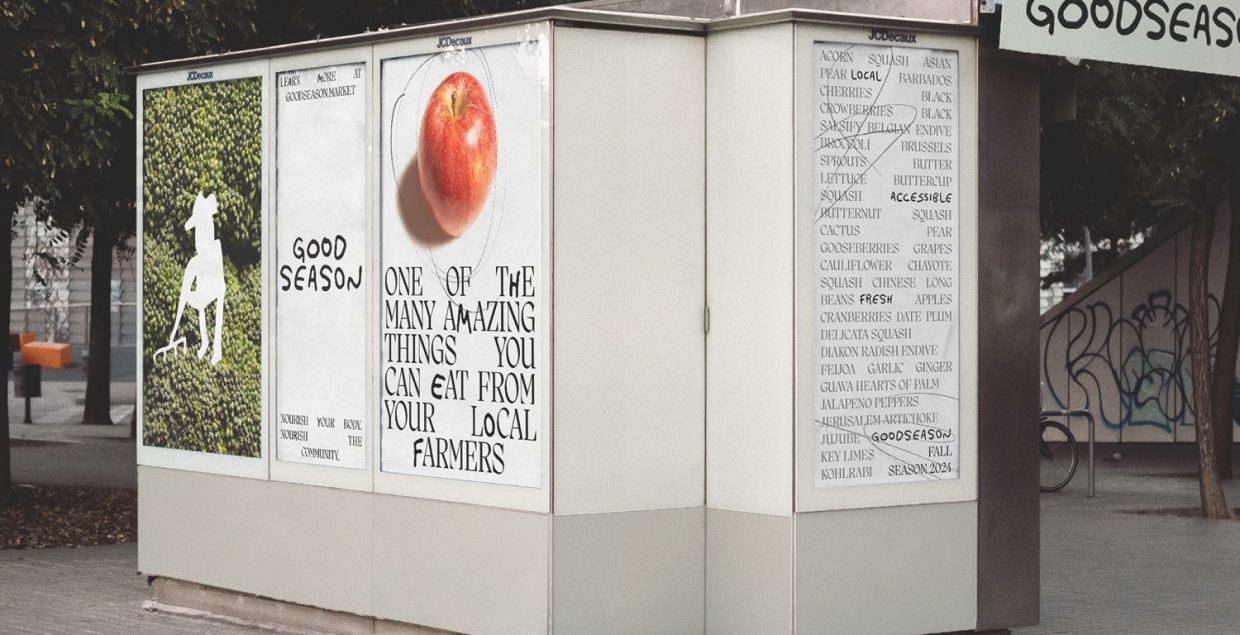 GOODSEAS
JCDecaux
LEARN MORE AT
GOODSEASON.MARKET
GOOD
SEASON
NOURISH YOUR BODY.
NOURISH THE
COMMUNITY.
JCDecaux
ONE OF THE
MANY AMAZING
THINGS YOU
CAN EAT FROM
YOUR LOCAL
FARMERS
JCDecaux
ACORN SQUASH ASIAN
PEAR LOCAL BARBADOS
CHERRIES BLACK
CROWBERRIES BLACK
SALSIFY BELGIAN ENDIVE
BROCCOLI BRUSSELS
SPROUTS BUTTER
LETTUCE BUTTERCUP
SQUASH ACCESSIBLE
BUTTERNUT SQUASH
CACTUS PEAR
GOOSEBERRIES GRAPES
CAULIFLOWER CHAYOTE
SQUASH CHINESE LONG
BEANS FRESH APPLES
CRANBERRIES DATE PLUM
DELICATA SQUASH
DIAKON RADISH ENDIVE
FEIJOA GARLIC GINGER
GUAVA HEARTS OF PALM
JALAPENO PEPPERS
JERUSALEM ARTICHOKE
JUJUBE GOODSEASON
KEY LIMES FALL
KOHLRABI SEASON.2024